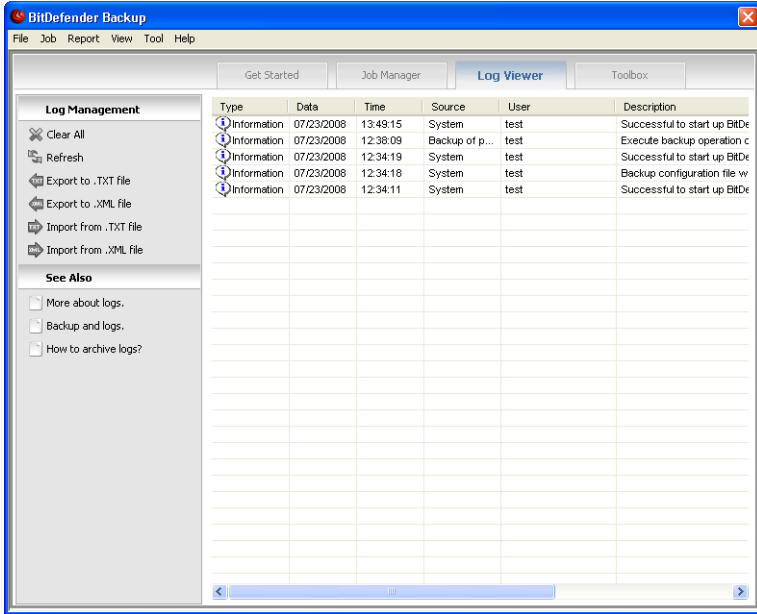 BitDefender Backup
File Job Report View Tool Help
Get Started Job Manager Log Viewer Toolbox
Log Management
Clear All
Refresh
Export to .TXT file
Export to .XML file
Import from .TXT file
Import from .XML file
See Also
More about logs.
Backup and logs.
How to archive logs?
Type Data Time Source User Description
Information 07/23/2008 13:49:15 System test Successful to start up BitDe
Information 07/23/2008 12:38:09 Backup of p... test Execute backup operation
Information 07/23/2008 12:34:19 System test Successful to start up BitDe
Information 07/23/2008 12:34:18 System test Backup configuration file w
Information 07/23/2008 12:34:11 System test Successful to start up BitDe